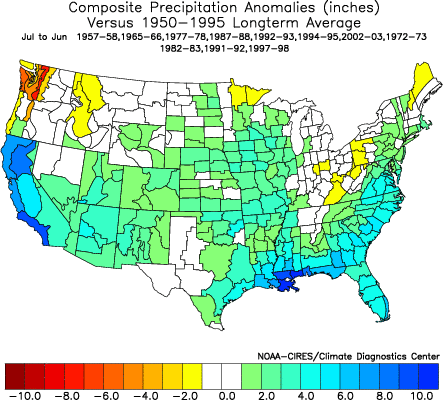 Composite Precipitation Anomalies (inches)
Versus 1950-1995 Longterm Average
Jul to Jun 1957-58,1965-66,1977-78,1987-88,1992-93,1994-95,2002-03,1972-73
1982-83,1991-92,1997-98
NOAA-CIRES/Climate Diagnostics Center
-10.0 -8.0 -6.0 -4.0 -2.0 0.0 2.0 4.0 6.0 8.0 10.0